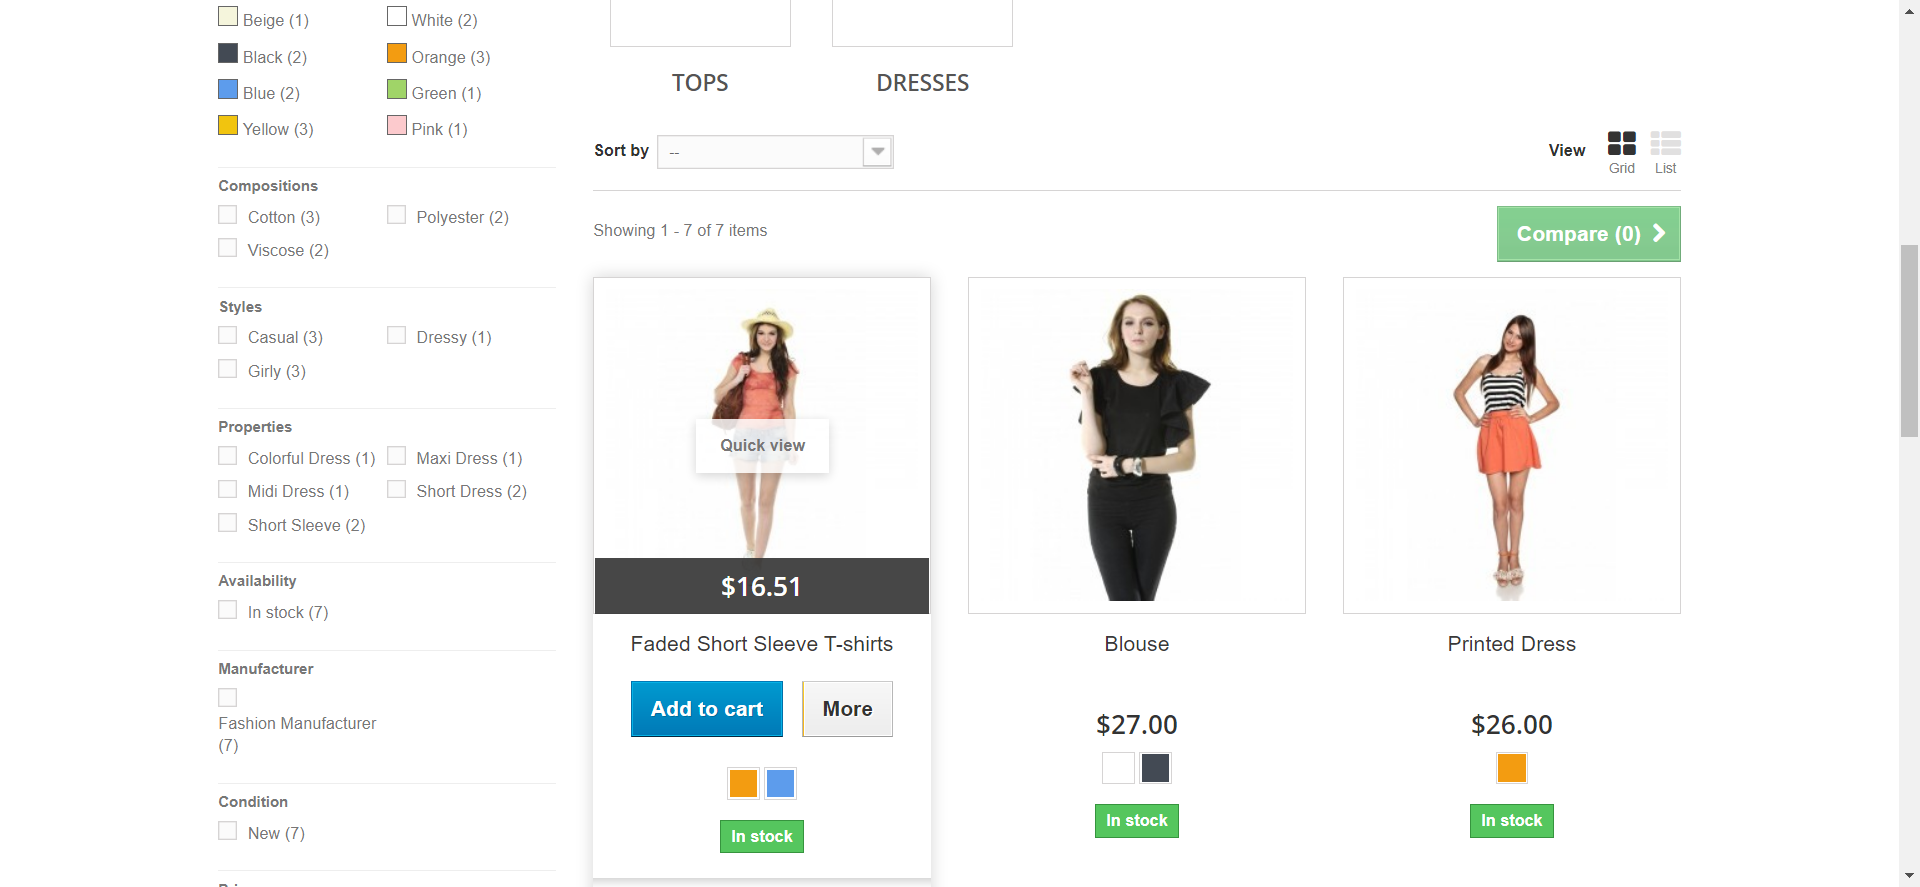 Beige (1)
White (2)
Black (2)
Orange (3)
Blue (2)
Green (1)
Yellow (3)
Pink (1)
Compositions
Cotton (3)
Polyester (2)
Viscose (2)
Styles
Casual (3)
Dressy (1)
Girly (3)
Properties
Colorful Dress (1)
Maxi Dress (1)
Midi Dress (1)
Short Dress (2)
Short Sleeve (2)
Availability
In stock (7)
Manufacturer
Fashion Manufacturer
(7)
Condition
New (7)
TOPS
DRESSES
Sort by
--
View
Grid
List
Showing 1 - 7 of 7 items
Compare (0)
Quick view
$16.51
Faded Short Sleeve T-shirts
Add to cart
More
In stock
Blouse
$27.00
In stock
Printed Dress
$26.00
In stock